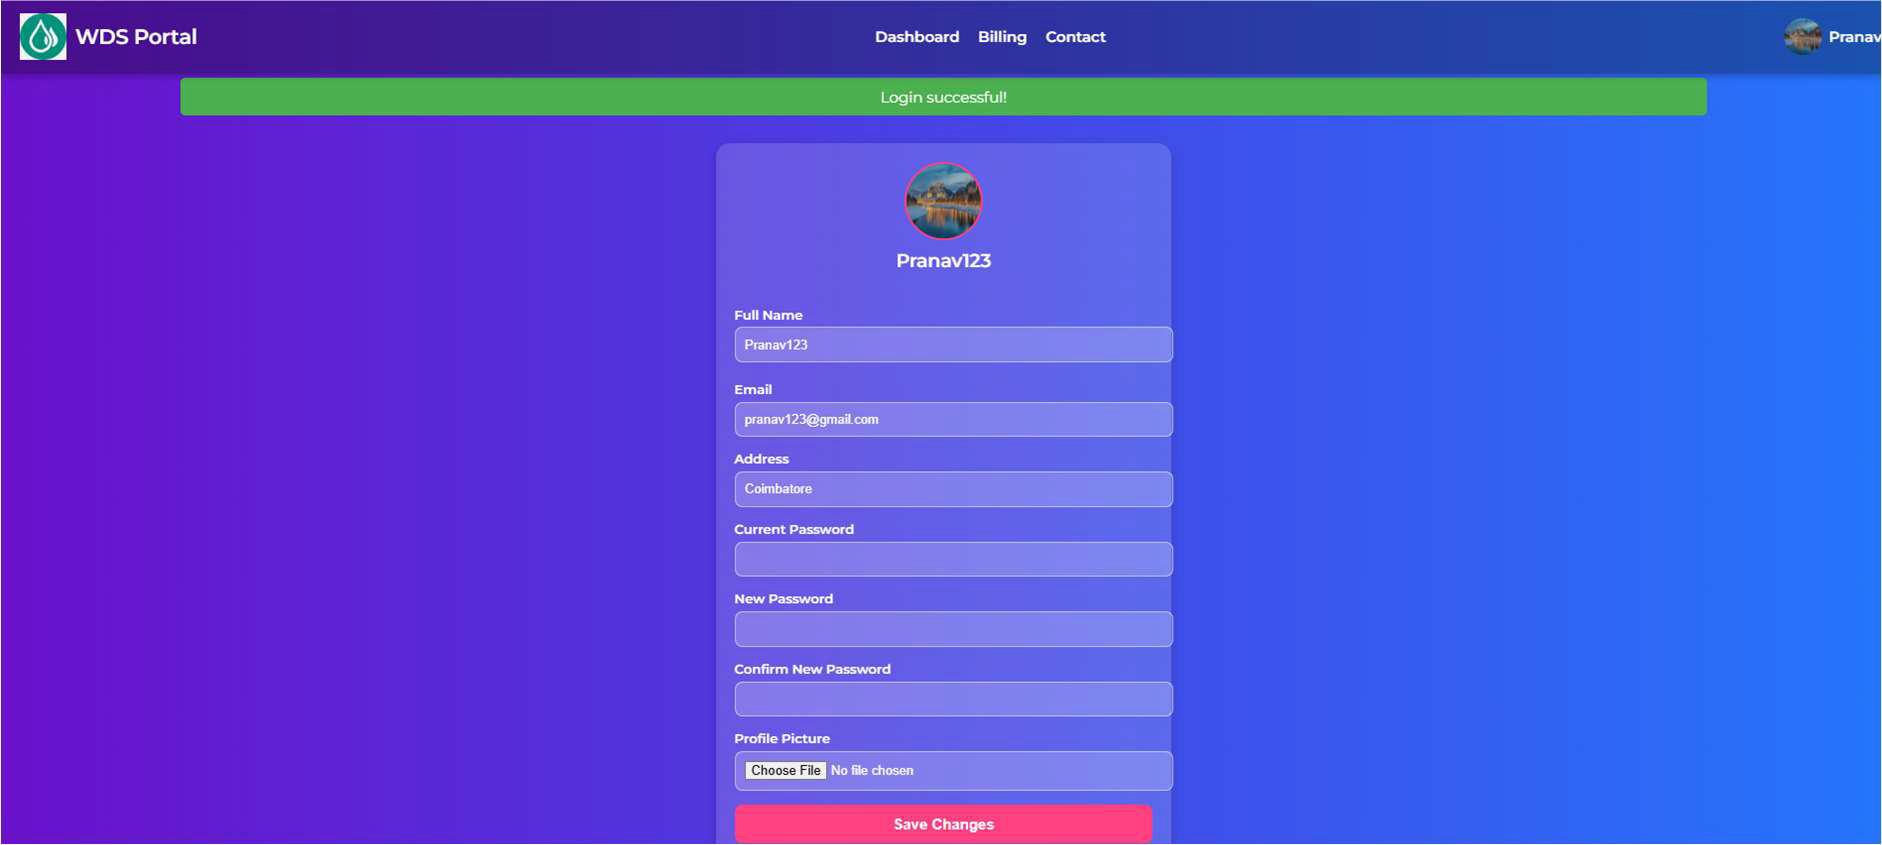 WDS Portal
Dashboard Billing Contact
Pranav
Login successful!
Pranav123
Full Name
Pranav123
Email
pranav123@gmail.com
Address
Coimbatore
Current Password
New Password
Confirm New Password
Profile Picture
Choose File No file chosen
Save Changes